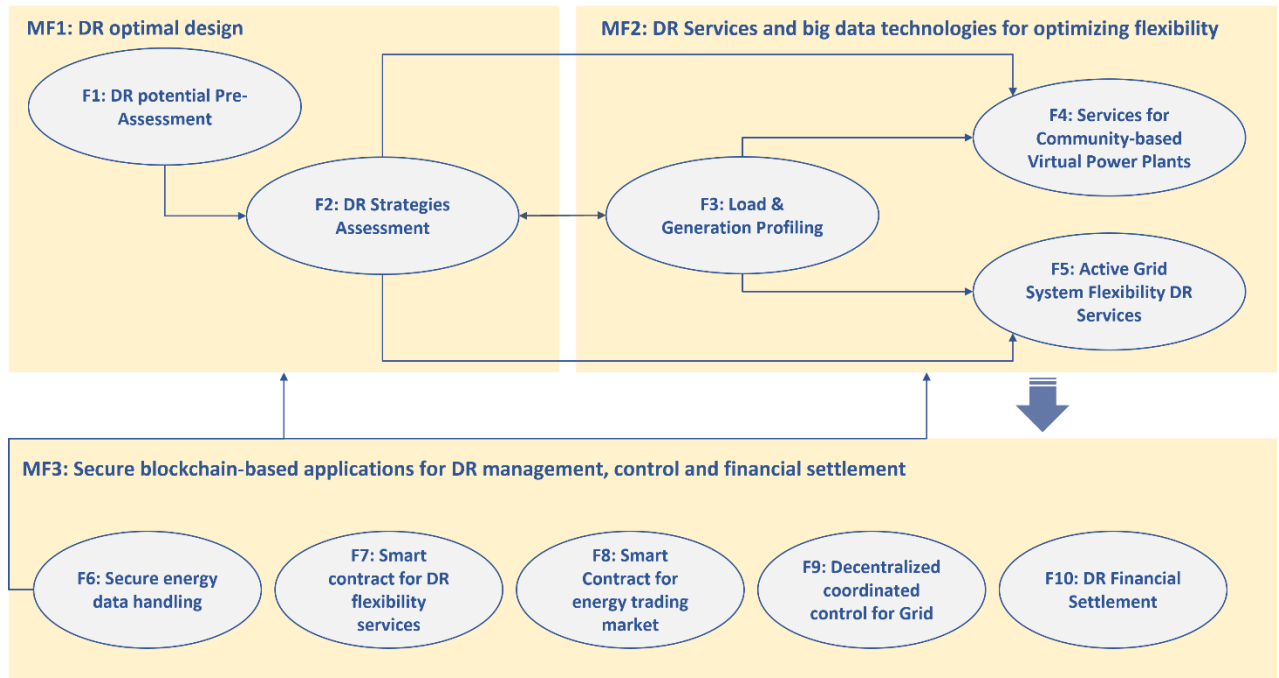 MF1: DR optimal design
MF2: DR Services and big data technologies for optimizing flexibility
F1: DR potential Pre-
Assessment
F2: DR Strategies
Assessment
F3: Load &
Generation Profiling
F4: Services for
Community-based
Virtual Power Plants
F5: Active Grid
System Flexibility DR
Services
MF3: Secure blockchain-based applications for DR management, control and financial settlement
F6: Secure energy
data handling
F7: Smart
contract for DR
flexibility
services
F8: Smart
Contract for
energy trading
market
F9: Decentralized
coordinated
control for Grid
F10: DR Financial
Settlement